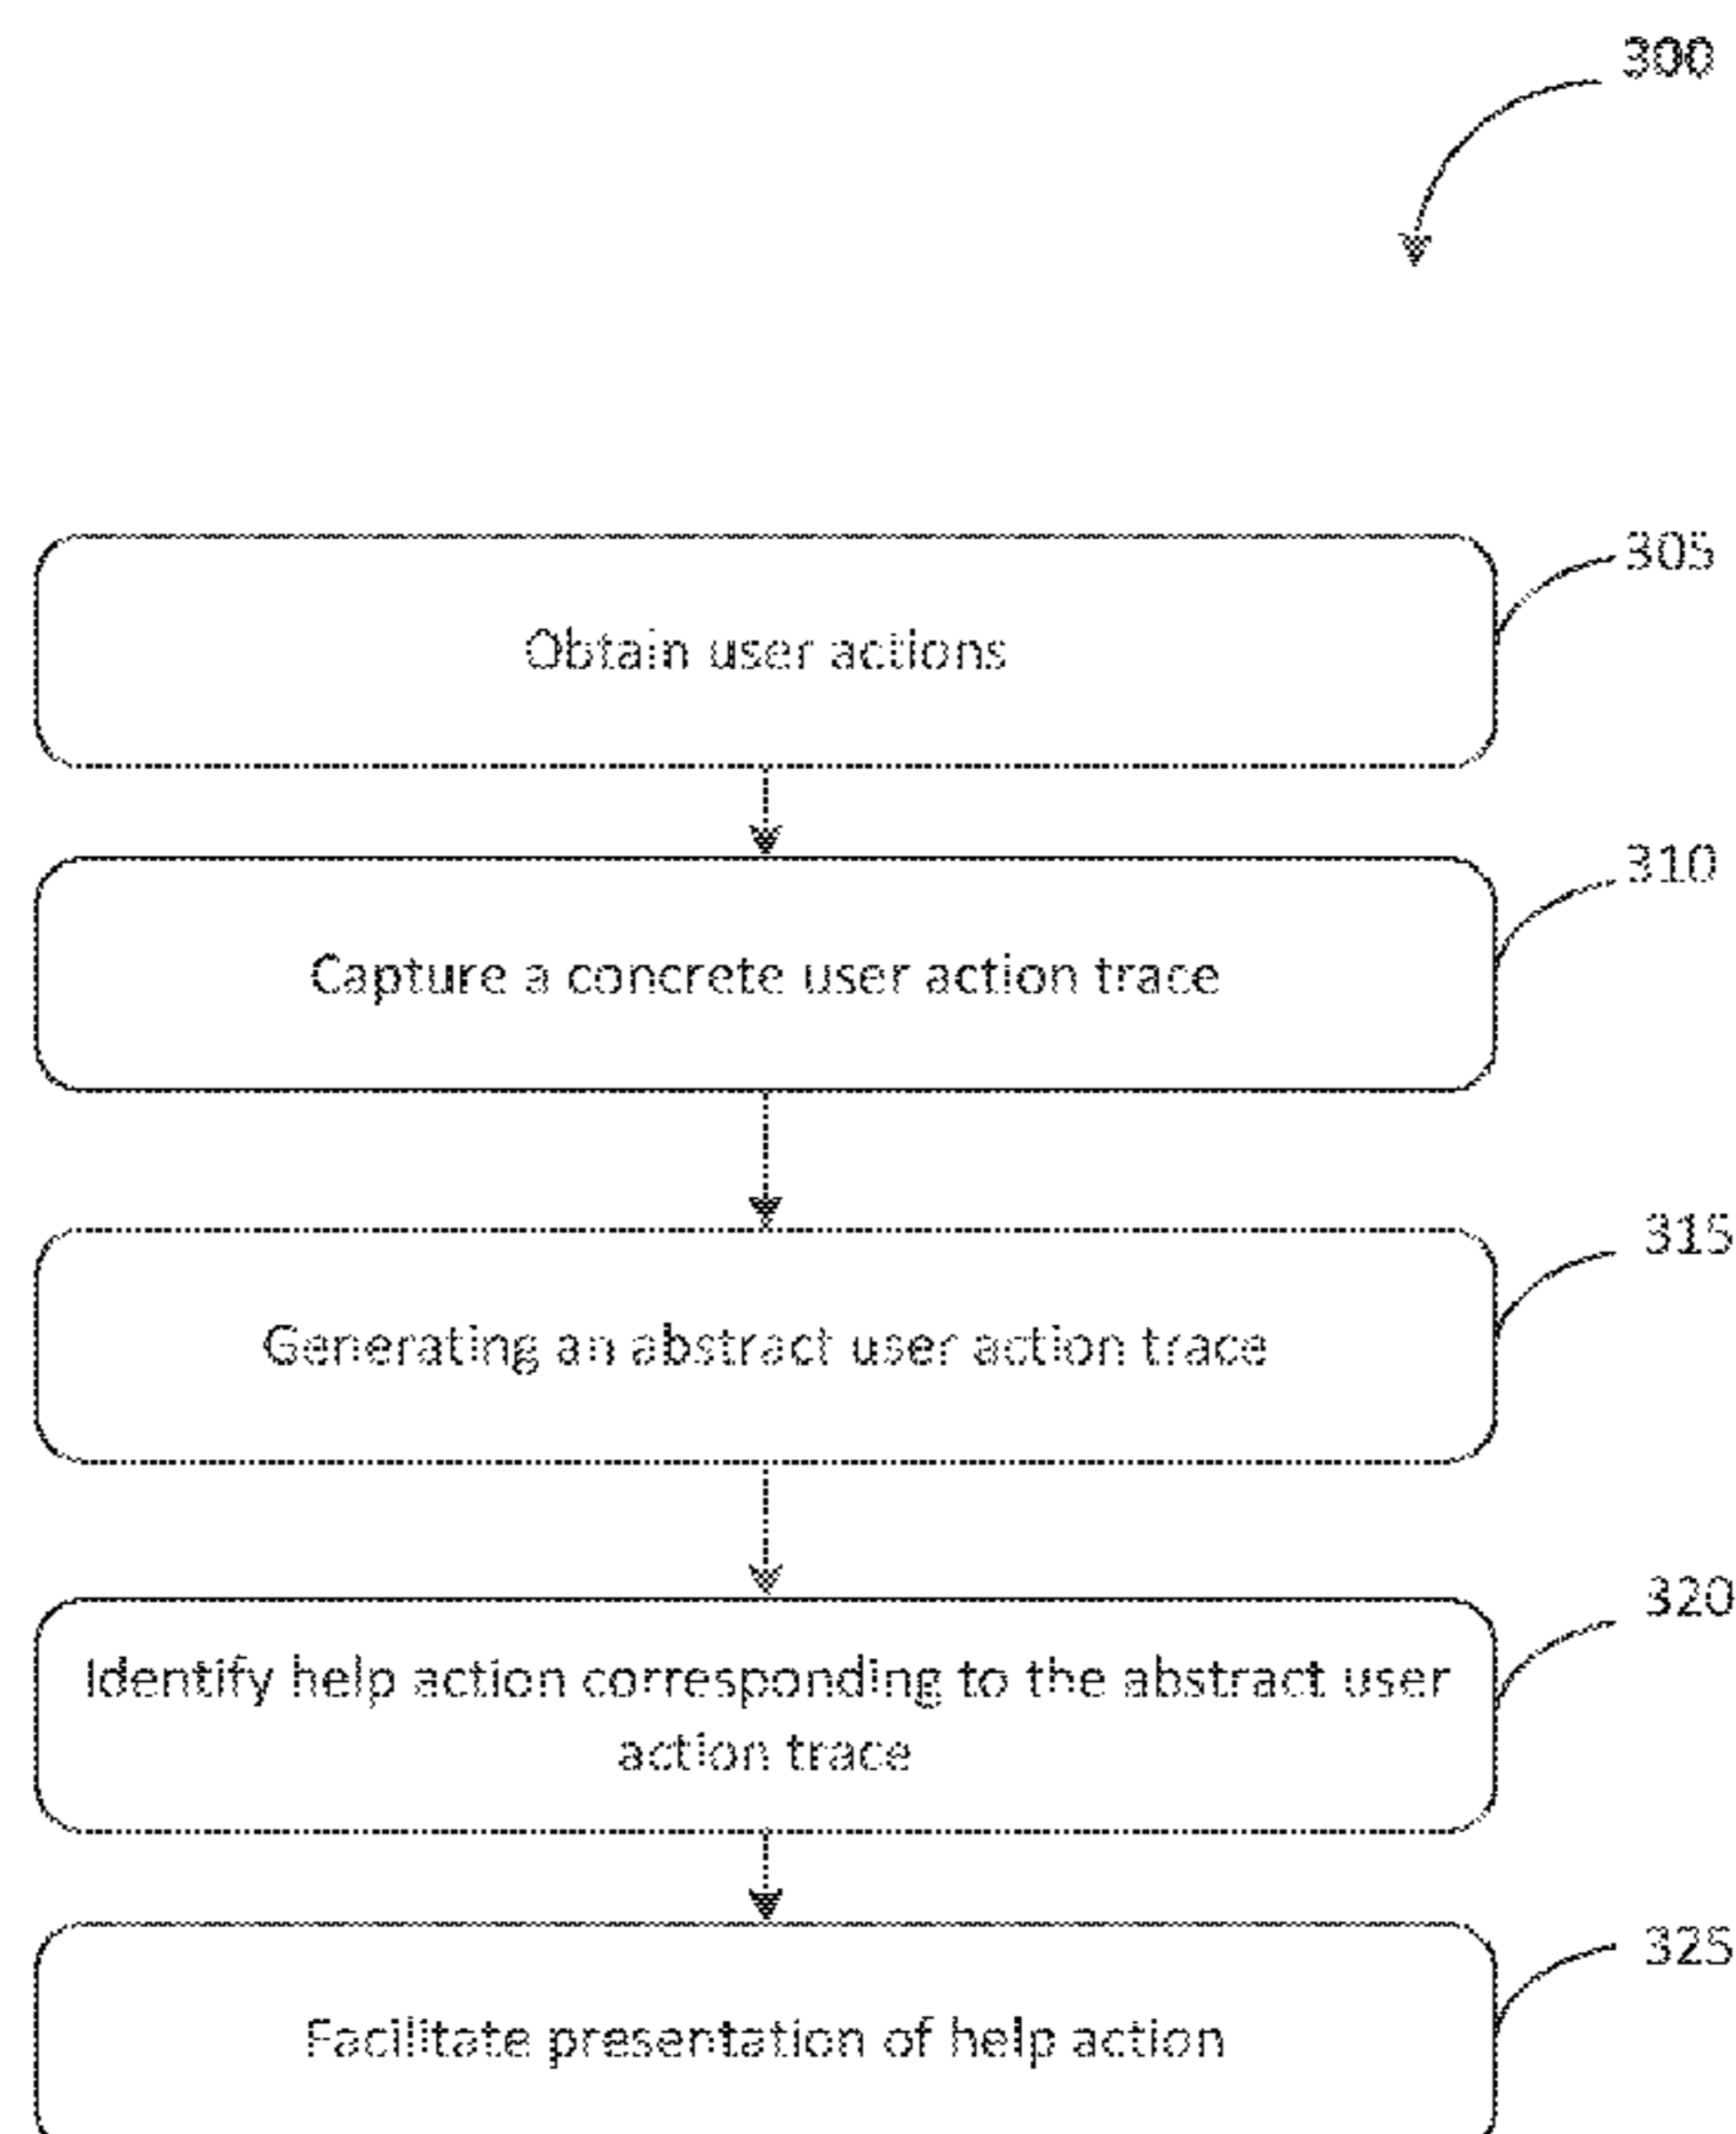 300
305
Obtain user actions
310
Capture a concrete user action trace
315
Generating an abstract user action trace
320
Identify help action corresponding to the abstract user
action trace
325
Facilitate presentation of help action